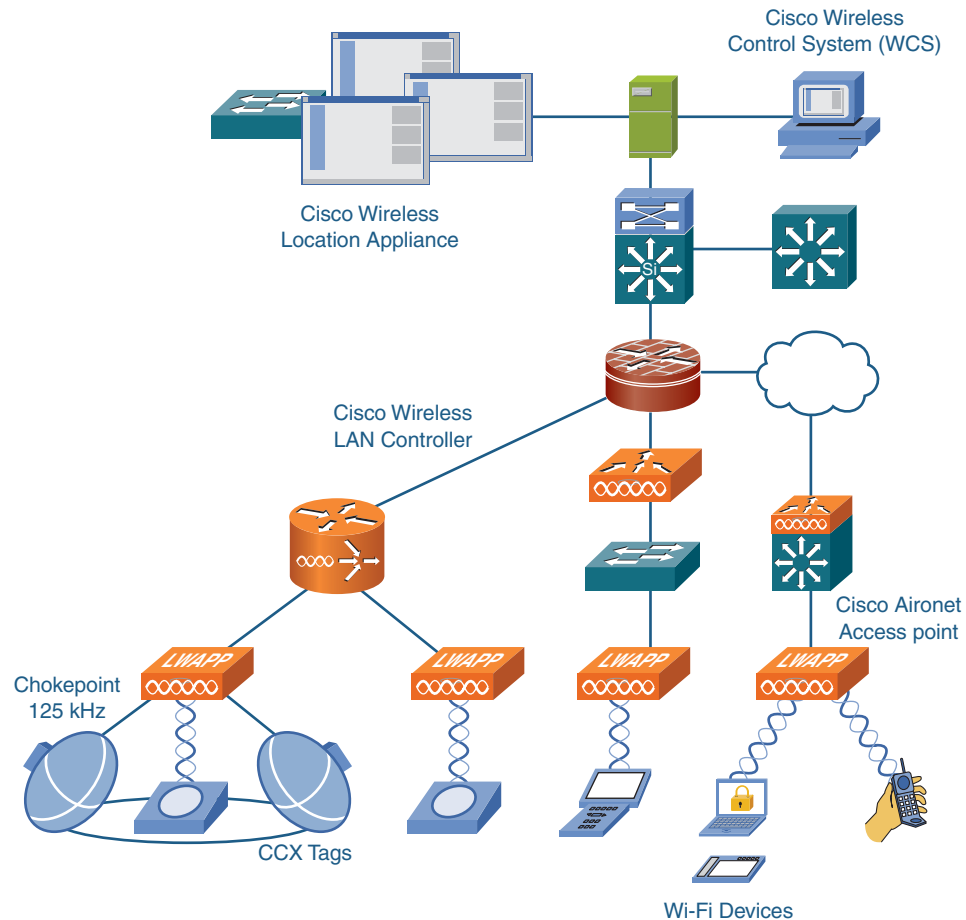 Cisco Wireless
Control System (WCS)
Cisco Wireless
Location Appliance
Si
Cisco Wireless
LAN Controller
Cisco Aironet
Access point
LWAPP
LWAPP
LWAPP
LWAPP
Chokepoint
125 kHz
CCX Tags
Wi-Fi Devices